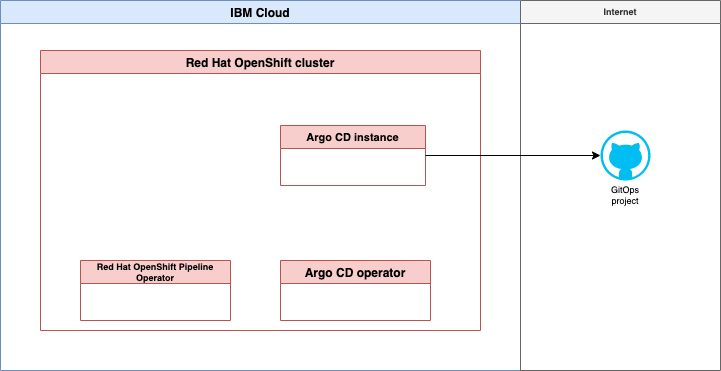 IBM Cloud
Internet
Red Hat OpenShift cluster
Argo CD instance
GitOps
project
Red Hat OpenShift Pipeline
Operator
Argo CD operator